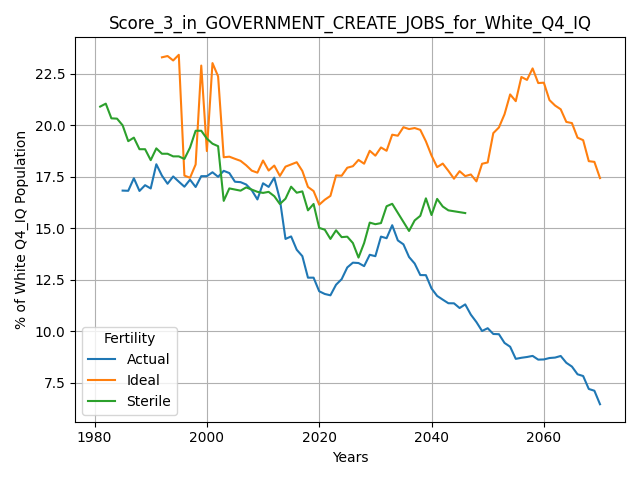 Score_3_in_GOVERNMENT_CREATE_JOBS_for_White_Q4_IQ
% of White Q4_IQ Population
22.5
20.0
17.5
15.0
12.5
10.0
7.5
Fertility
Actual
Ideal
Sterile
1980
2000
2020
2040
2060
Years